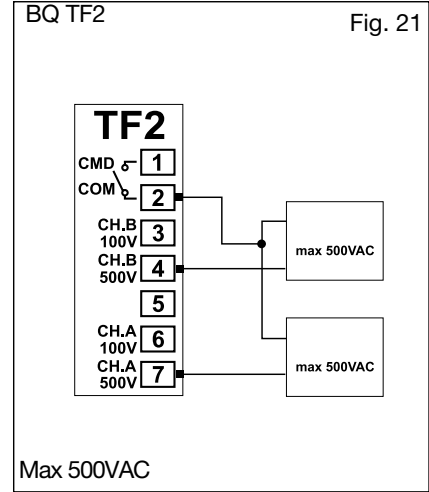 BQ TF2
Fig. 21
TF2
CMD 1
COM 2
CH.B
100V 3
CH.B
500V 4
5
CH.A
100V 6
CH.A
500V 7
max 500VAC
max 500VAC
Max 500VAC